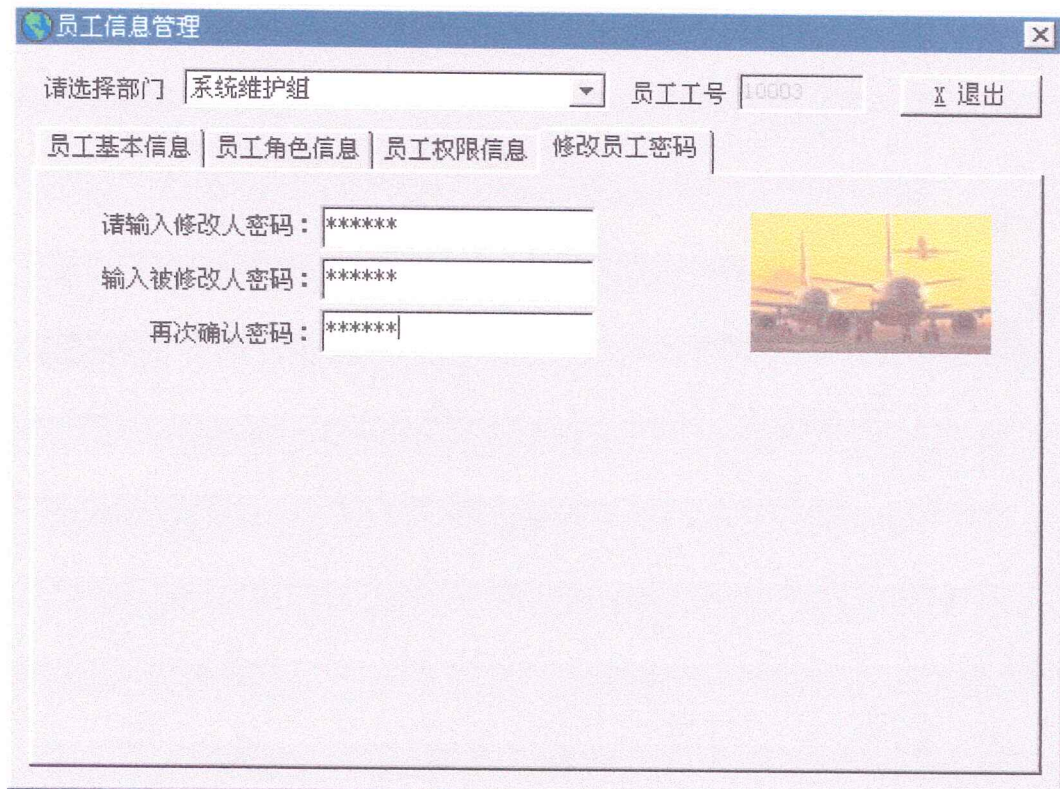 员工信息管理
请选择部门 系统维护组 员工工号 10003 X 退出
员工基本信息 员工角色信息 员工权限信息 修改员工密码
请输入修改人密码：******
输入被修改人密码：******
再次确认密码：******